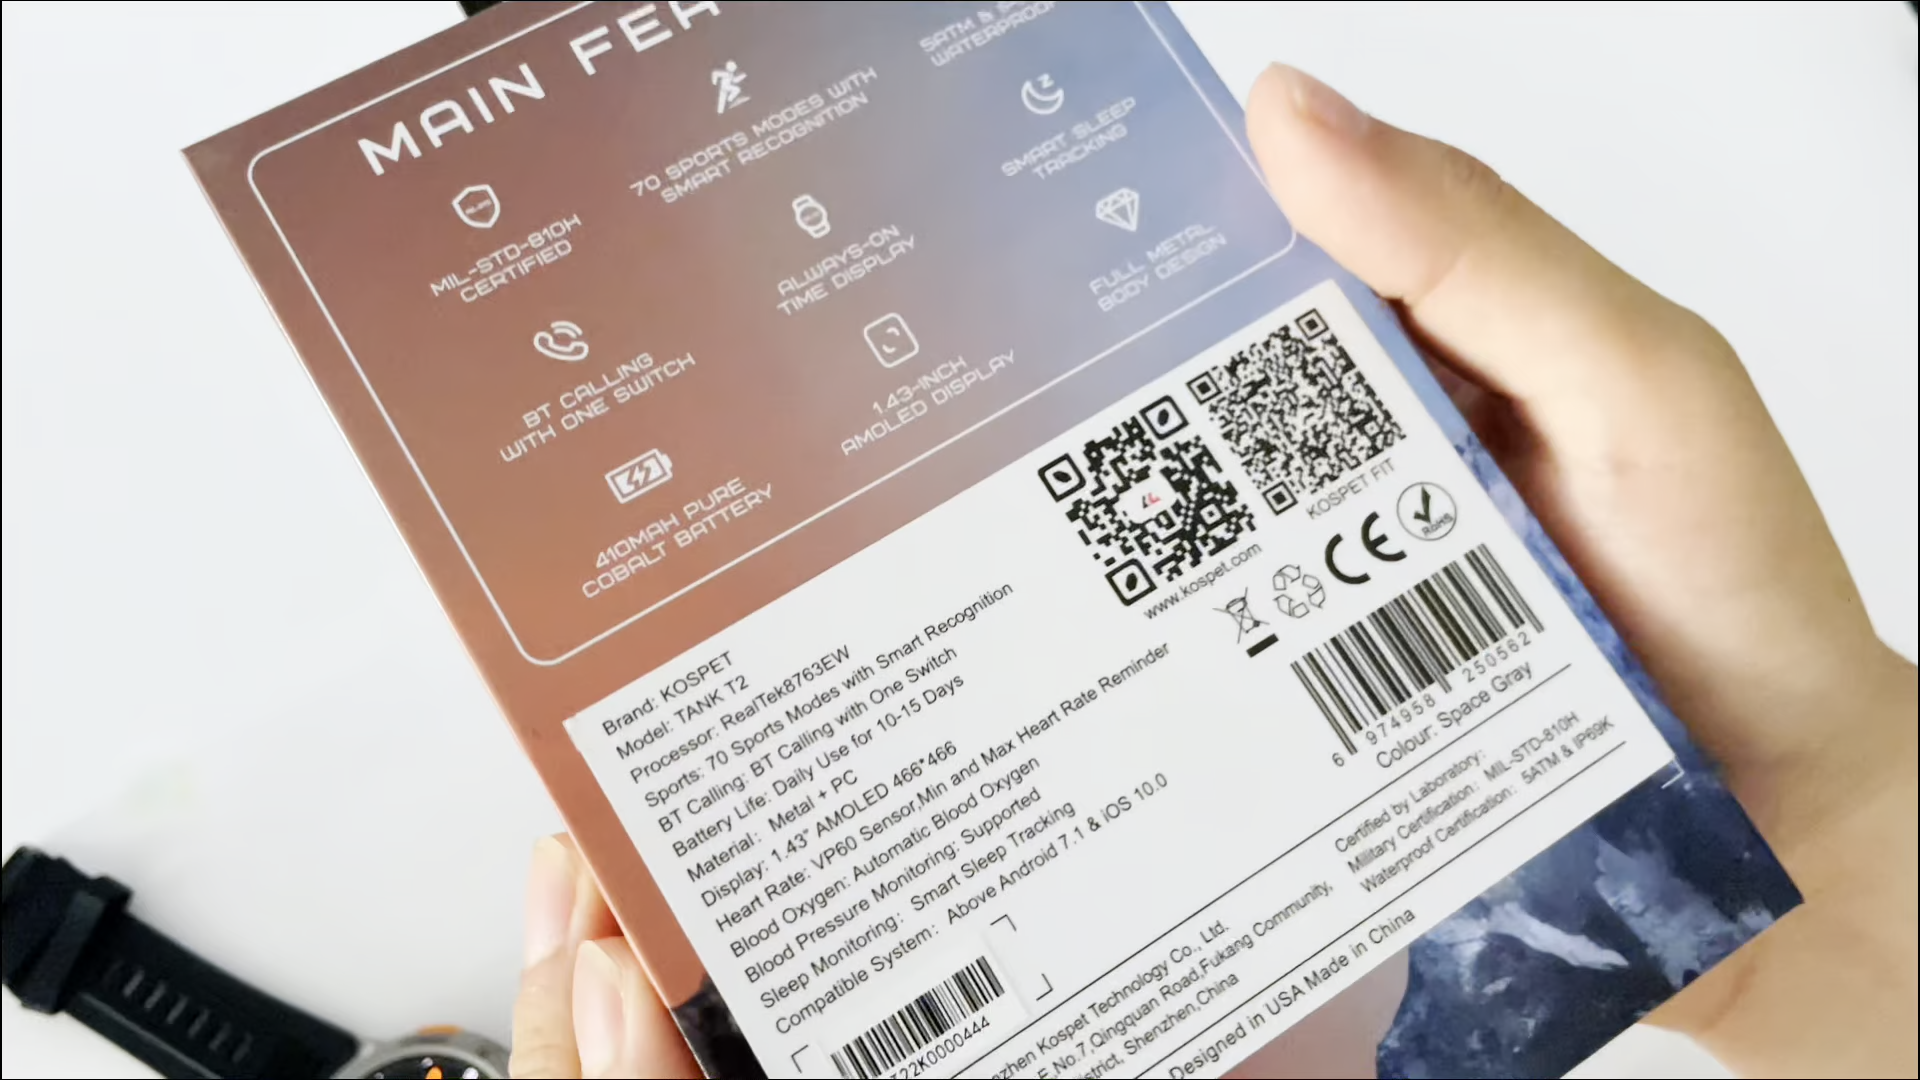 MAIN FEA
MIL-STD-810H
CERTIFIED
70 SPORTS MODES WITH
SMART RECOGNITION
5ATM &
WATERPROOF
BT CALLING
WITH ONE SWITCH
ALWAYS-ON
TIME DISPLAY
SMART SLEEP
TRACKING
410MAH PURE
COBALT BATTERY
1.43-INCH
AMOLED DISPLAY
FULL METAL
BODY DESIGN
www.kospet.com
KOSPET FIT
CE
RoHS
Brand: KOSPET
Model: TANK T2
Processor: RealTek8763EW
Sports: 70 Sports Modes with Smart Recognition
BT Calling: BT Calling with One Switch
Battery Life: Daily Use for 10-15 Days
Material: Metal + PC
Display: 1.43" AMOLED 466*466
Heart Rate: VP60 Sensor,Min and Max Heart Rate Reminder
Blood Oxygen: Automatic Blood Oxygen
Blood Pressure Monitoring: Supported
Sleep Monitoring: Smart Sleep Tracking
Compatible System: Above Android 7.1 & iOS 10.0
6 974958 250562
Colour: Space Gray
Certified by Laboratory:
Military Certification: MIL-STD-810H
Waterproof Certification: 5ATM & IP69K
T22K0000444
nzhen Kospet Technology Co., Ltd.
F,No.7,Qingquan Road,Fukang Community,
istrict, Shenzhen,China
Designed in USA Made in China